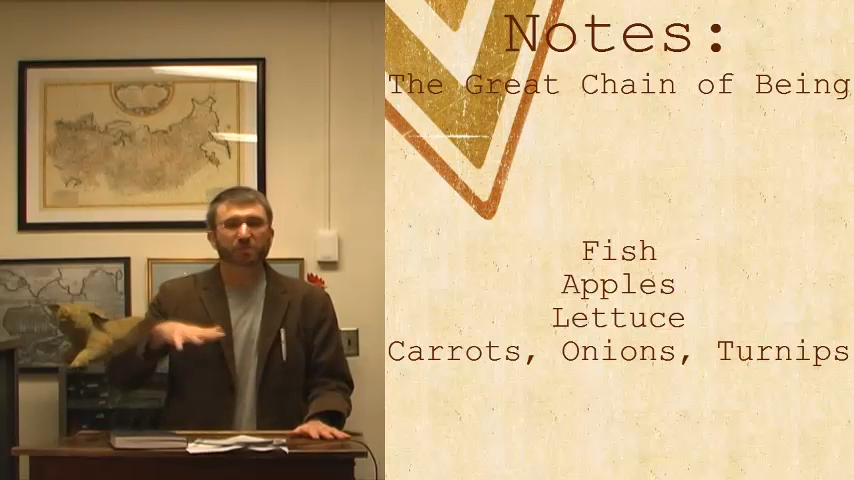 Notes:
The Great Chain of Being
Fish
Apples
Lettuce
Carrots, Onions, Turnips